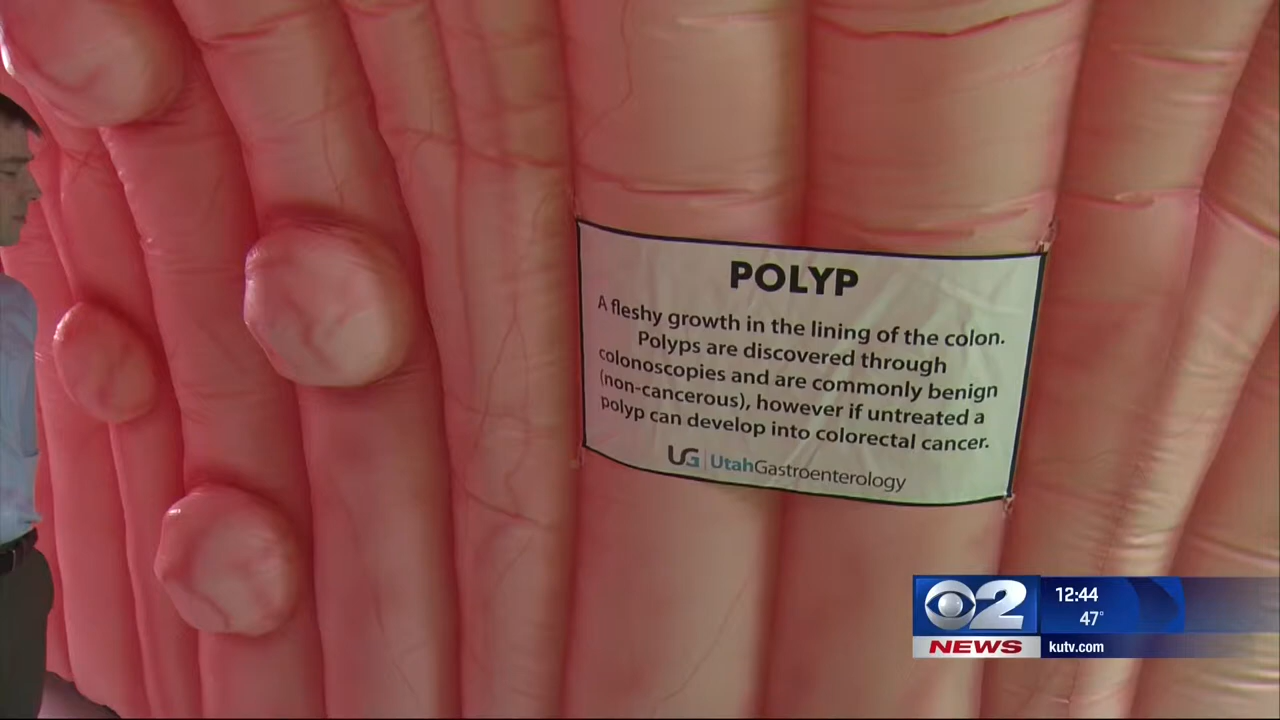 POLYP
A fleshy growth in the lining of the colon.
Polyps are discovered through
colonoscopies and are commonly benign
(non-cancerous), however if untreated a
polyp can develop into colorectal cancer.
UG | UtahGastroenterology
2 12:44
47°
NEWS kutv.com